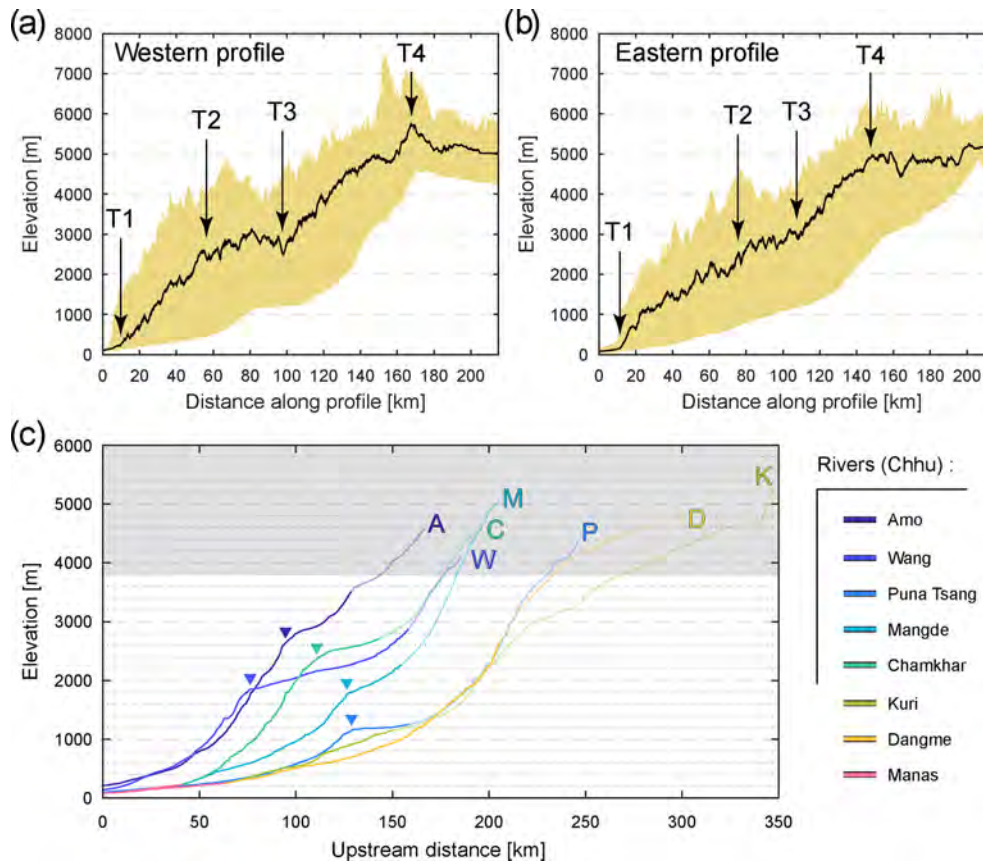 (a)
Western profile
T1
T2
T3
T4
Elevation [m]
8000
7000
6000
5000
4000
3000
2000
1000
0
0 20 40 60 80 100 120 140 160 180 200
Distance along profile [km]
(b)
Eastern profile
T1
T2
T3
T4
Elevation [m]
8000
7000
6000
5000
4000
3000
2000
1000
0
0 20 40 60 80 100 120 140 160 180 200
Distance along profile [km]
(c)
Elevation [m]
6000
5000
4000
3000
2000
1000
0
0 50 100 150 200 250 300 350
Upstream distance [km]
A
M
C
W
P
D
K
Rivers (Chhu) :
Amo
Wang
Puna Tsang
Mangde
Chamkhar
Kuri
Dangme
Manas